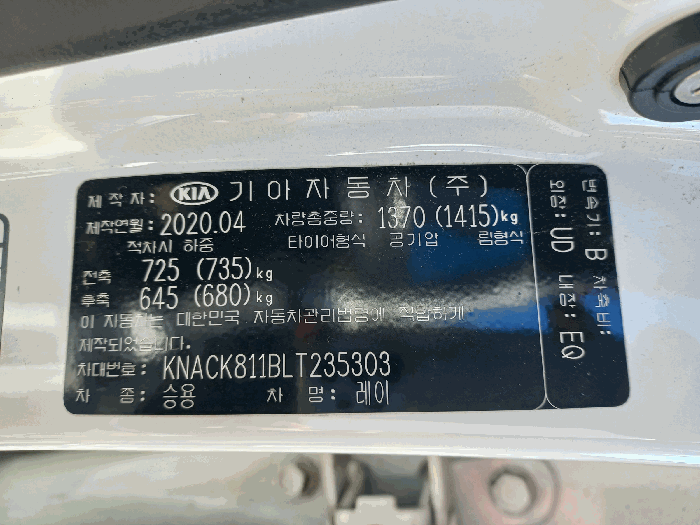 제 작 자 : KIA 기 아 자 동 차 ( 주 )
제작연월 : 2020.04 차량총중량 : 1370 (1415)kg
적차시 하중 타이어형식 공기압 림형식
전축 725 (735)kg
후축 645 (680)kg
이 자동차는 대한민국 자동차관리법령에 적합하게
제작되었습니다.
차대번호 : KNACK811BLT235303
차 종 : 승용 차 명 : 레이
변속기 : B 차축비 :
외장 : UD 내장 : EQ